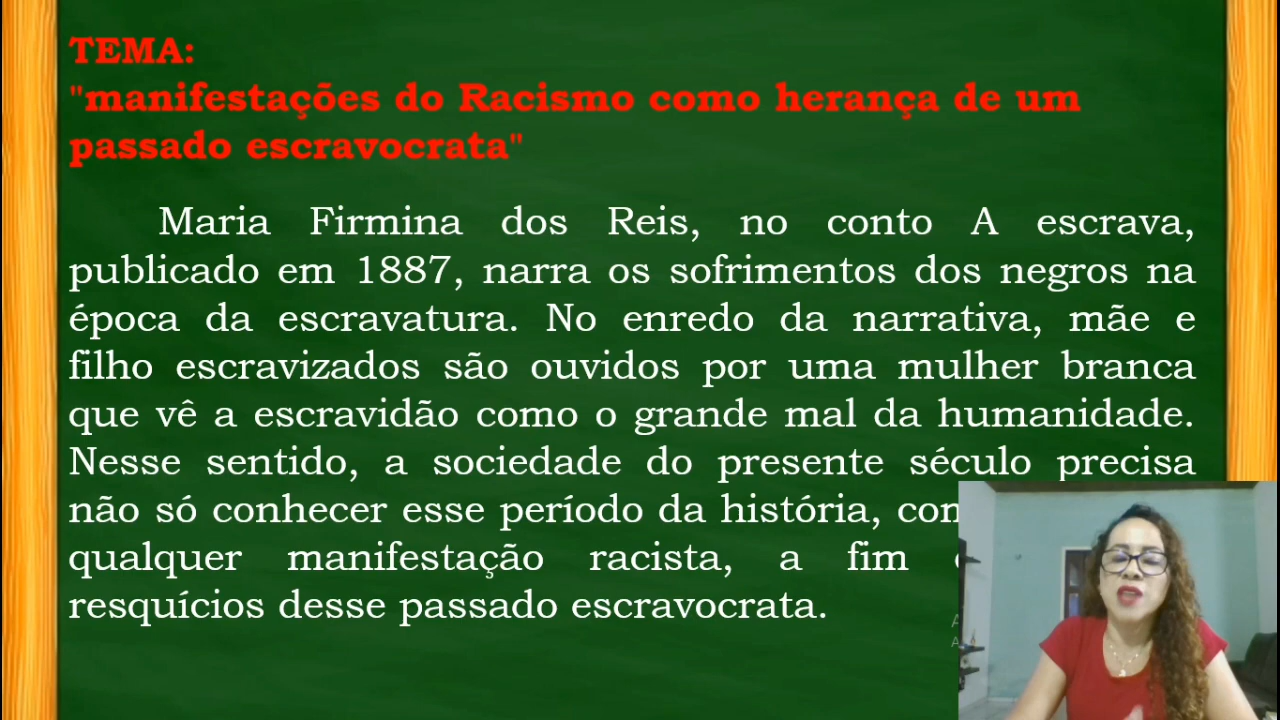 TEMA:
"manifestações do Racismo como herança de um
passado escravocrata"
Maria Firmina dos Reis, no conto A escrava,
publicado em 1887, narra os sofrimentos dos negros na
época da escravatura. No enredo da narrativa, mãe e
filho escravizados são ouvidos por uma mulher branca
que vê a escravidão como o grande mal da humanidade.
Nesse sentido, a sociedade do presente século precisa
não só conhecer esse período da história,
qualquer manifestação racista, a fim
resquícios desse passado escravocrata.